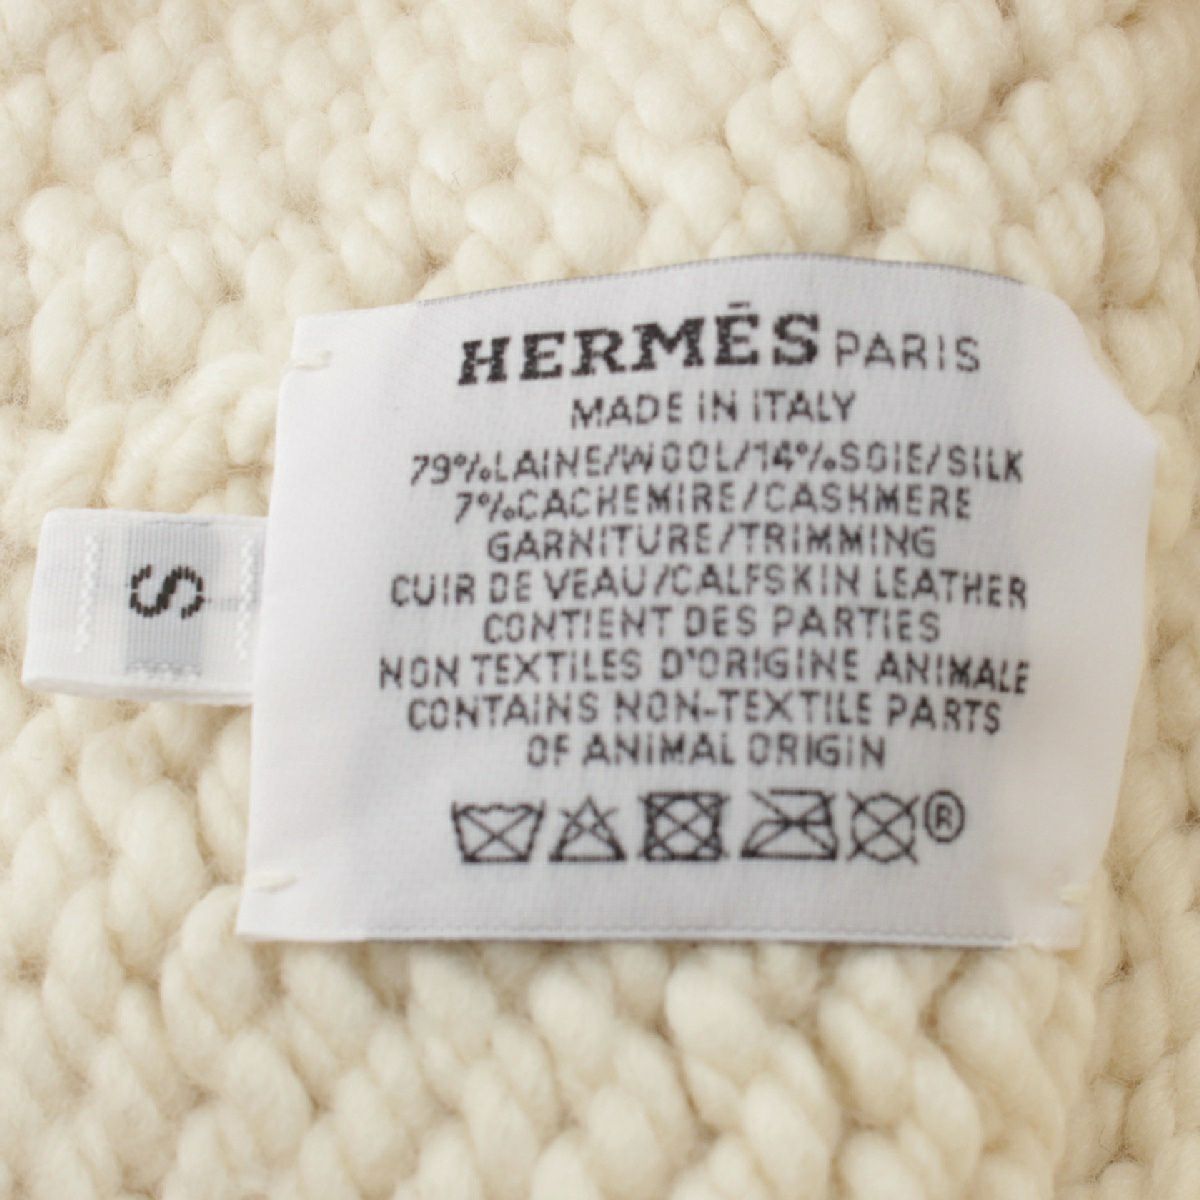 HERMĒS PARIS
MADE IN ITALY
79%LAINE/WOOL/14%SOIE/SILK
7%CACHEMIRE/CASHMERE
GARNITURE/TRIMMING
CUIR DE VEAU/CALFSKIN LEATHER
CONTIENT DES PARTIES
NON TEXTILES D'ORIGINE ANIMALE
CONTAINS NON-TEXTILE PARTS
OF ANIMAL ORIGIN
®
S